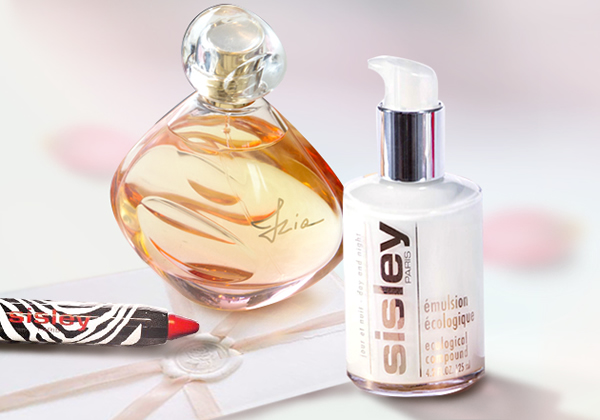 Izia
sisley
sisley
PARIS
jour et nuit - day and night
émulsion
écologique
ecological
compound